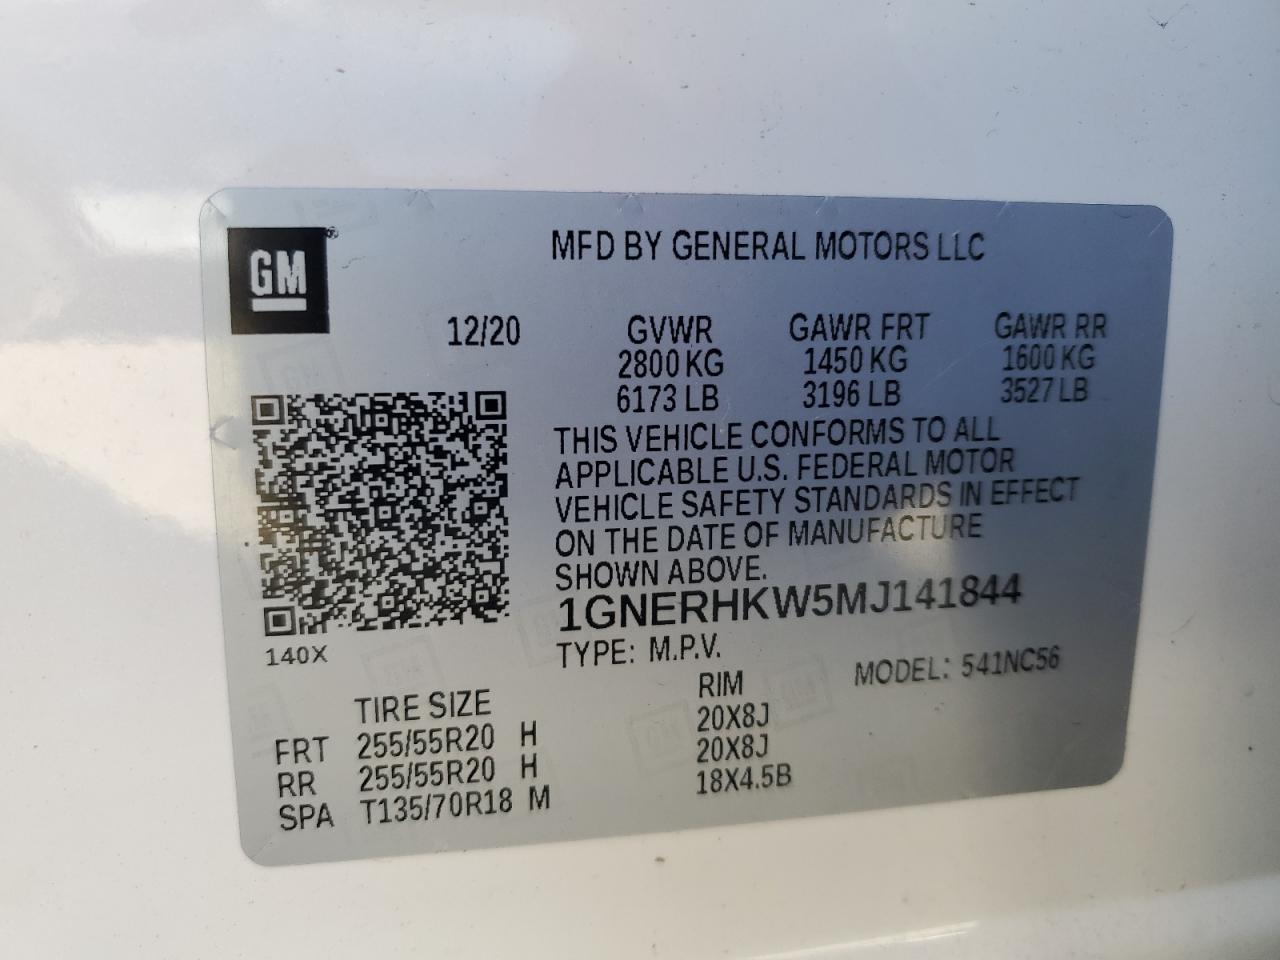 GM®
MFD BY GENERAL MOTORS LLC
12/20 GVWR GAWR FRT GAWR RR
2800 KG 1450 KG 1600 KG
6173 LB 3196 LB 3527 LB
THIS VEHICLE CONFORMS TO ALL
APPLICABLE U.S. FEDERAL MOTOR
VEHICLE SAFETY STANDARDS IN EFFECT
ON THE DATE OF MANUFACTURE
SHOWN ABOVE.
1GNERHKW5MJ141844
140X
TYPE: M.P.V. MODEL: 541NC56
TIRE SIZE RIM
FRT 255/55R20 H 20X8J
RR 255/55R20 H 20X8J
SPA T135/70R18 M 18X4.5B